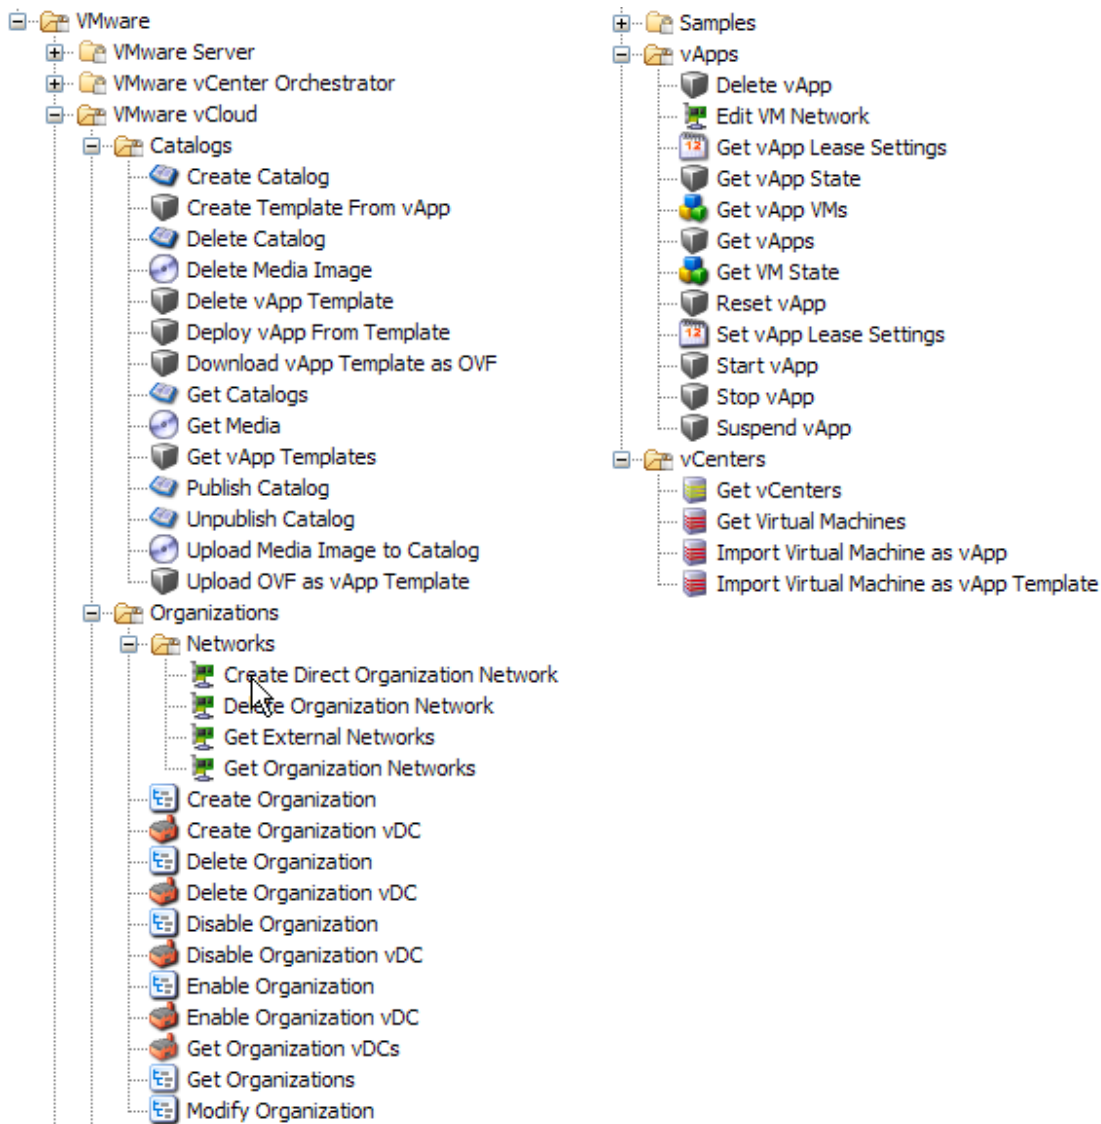 VMware
VMware Server
VMware vCenter Orchestrator
VMware vCloud
Catalogs
Create Catalog
Create Template From vApp
Delete Catalog
Delete Media Image
Delete vApp Template
Deploy vApp From Template
Download vApp Template as OVF
Get Catalogs
Get Media
Get vApp Templates
Publish Catalog
Unpublish Catalog
Upload Media Image to Catalog
Upload OVF as vApp Template
Organizations
Networks
Create Direct Organization Network
Delete Organization Network
Get External Networks
Get Organization Networks
Create Organization
Create Organization vDC
Delete Organization
Delete Organization vDC
Disable Organization
Disable Organization vDC
Enable Organization
Enable Organization vDC
Get Organization vDCs
Get Organizations
Modify Organization
Samples
vApps
Delete vApp
Edit VM Network
Get vApp Lease Settings
Get vApp State
Get vApp VMs
Get vApps
Get VM State
Reset vApp
Set vApp Lease Settings
Start vApp
Stop vApp
Suspend vApp
vCenters
Get vCenters
Get Virtual Machines
Import Virtual Machine as vApp
Import Virtual Machine as vApp Template